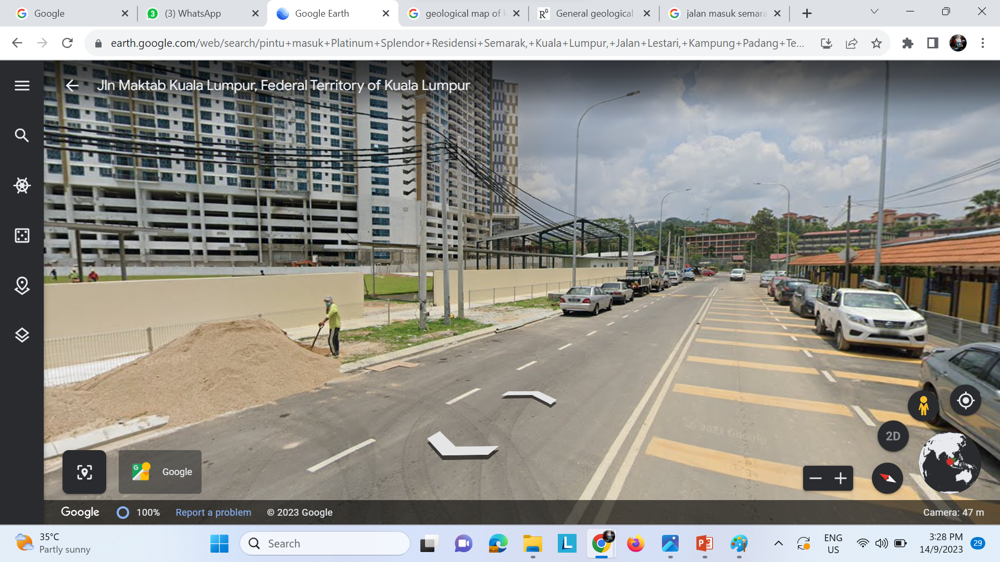 Google
(3) WhatsApp
Google Earth
geological map of k
General geological
jalan masuk semara
earth.google.com/web/search/pintu+masuk+Platinum+Splendor+Residensi+Semarak,+Kuala+Lumpur,+Jalan+Lestari,+Kampung+Padang+Te...
Jln Maktab Kuala Lumpur, Federal Territory of Kuala Lumpur
Google
2D
Google
Google 100% Report a problem © 2023 Google Camera: 47 m
35°C
Partly sunny
Search
ENG
US
3:28 PM
14/9/2023
29